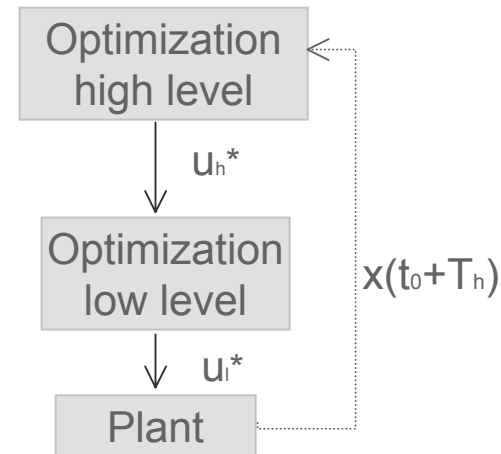 Optimization
high level
uₕ*
Optimization
low level
x(t₀+Tₕ)
uₗ*
Plant